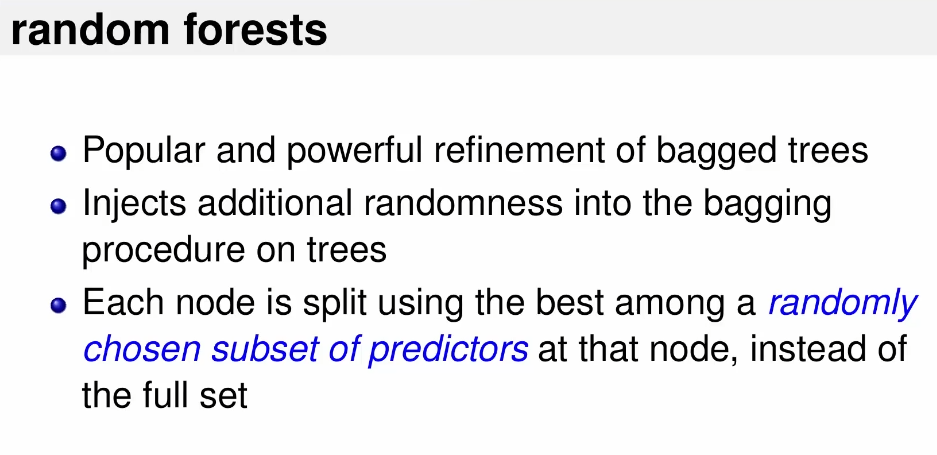 random forests
Popular and powerful refinement of bagged trees
Injects additional randomness into the bagging
procedure on trees
Each node is split using the best among a randomly
chosen subset of predictors at that node, instead of
the full set